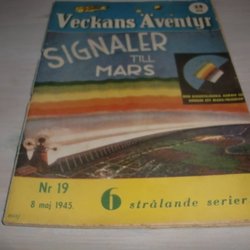 Veckans Äventyr
SIGNALER
TILL
MARS
Nr 19
8 maj 1945.
6 strålande serier